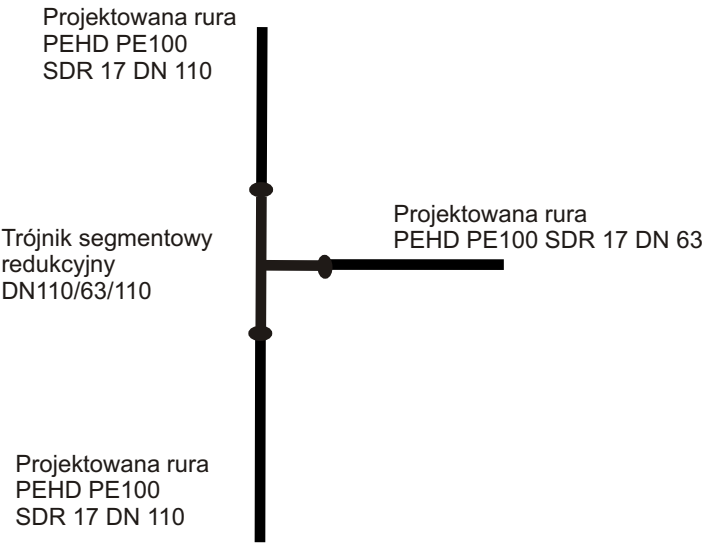 Projektowana rura
PEHD PE100
SDR 17 DN 110
Projektowana rura
PEHD PE100 SDR 17 DN 63
Trójnik segmentowy
redukcyjny
DN110/63/110
Projektowana rura
PEHD PE100
SDR 17 DN 110